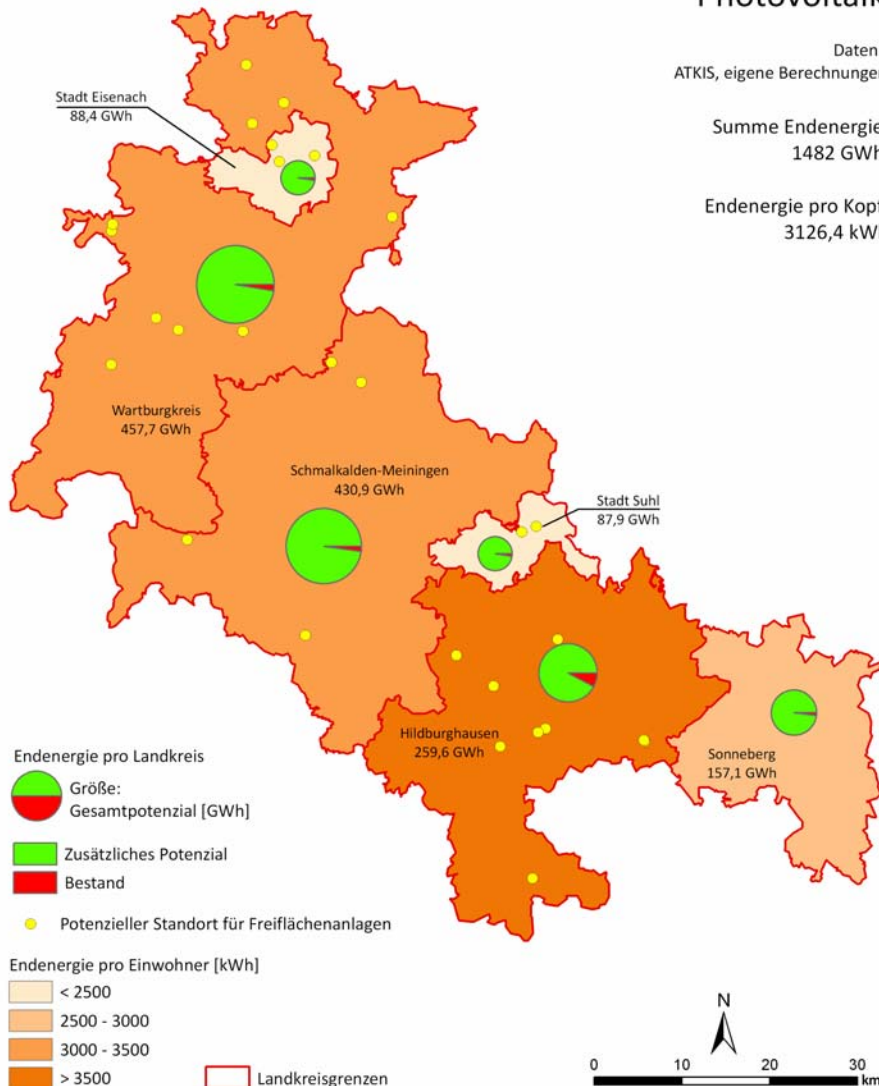 Photovoltaik
Daten
ATKIS, eigene Berechnungen
Summe Endenergie
1482 GWh
Endenergie pro Kopf
3126,4 kWh
Stadt Eisenach
88,4 GWh
Wartburgkreis
457,7 GWh
Schmalkalden-Meiningen
430,9 GWh
Stadt Suhl
87,9 GWh
Hildburghausen
259,6 GWh
Sonneberg
157,1 GWh
Endenergie pro Landkreis
Größe:
Gesamtpotenzial [GWh]
Zusätzliches Potenzial
Bestand
Potenzieller Standort für Freiflächenanlagen
Endenergie pro Einwohner [kWh]
< 2500
2500 - 3000
3000 - 3500
> 3500
Landkreisgrenzen
N
0 10 20 30
km